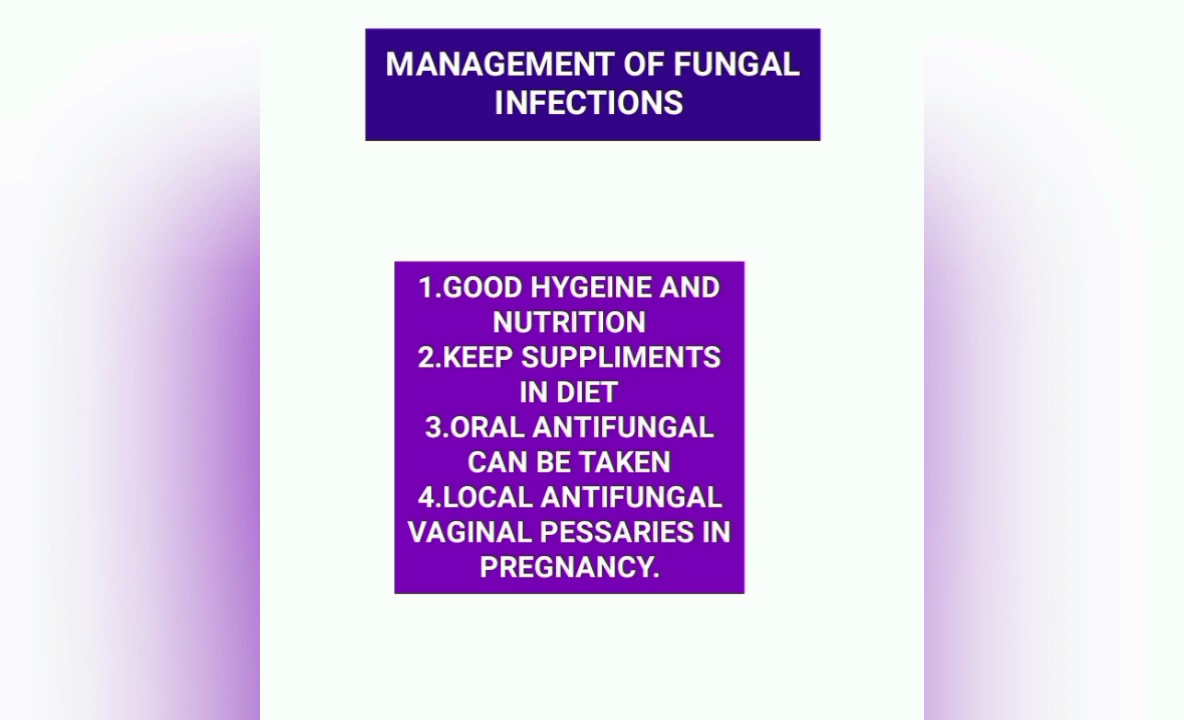 MANAGEMENT OF FUNGAL
INFECTIONS
1.GOOD HYGEINE AND
NUTRITION
2.KEEP SUPPLIMENTS
IN DIET
3.ORAL ANTIFUNGAL
CAN BE TAKEN
4.LOCAL ANTIFUNGAL
VAGINAL PESSARIES IN
PREGNANCY.